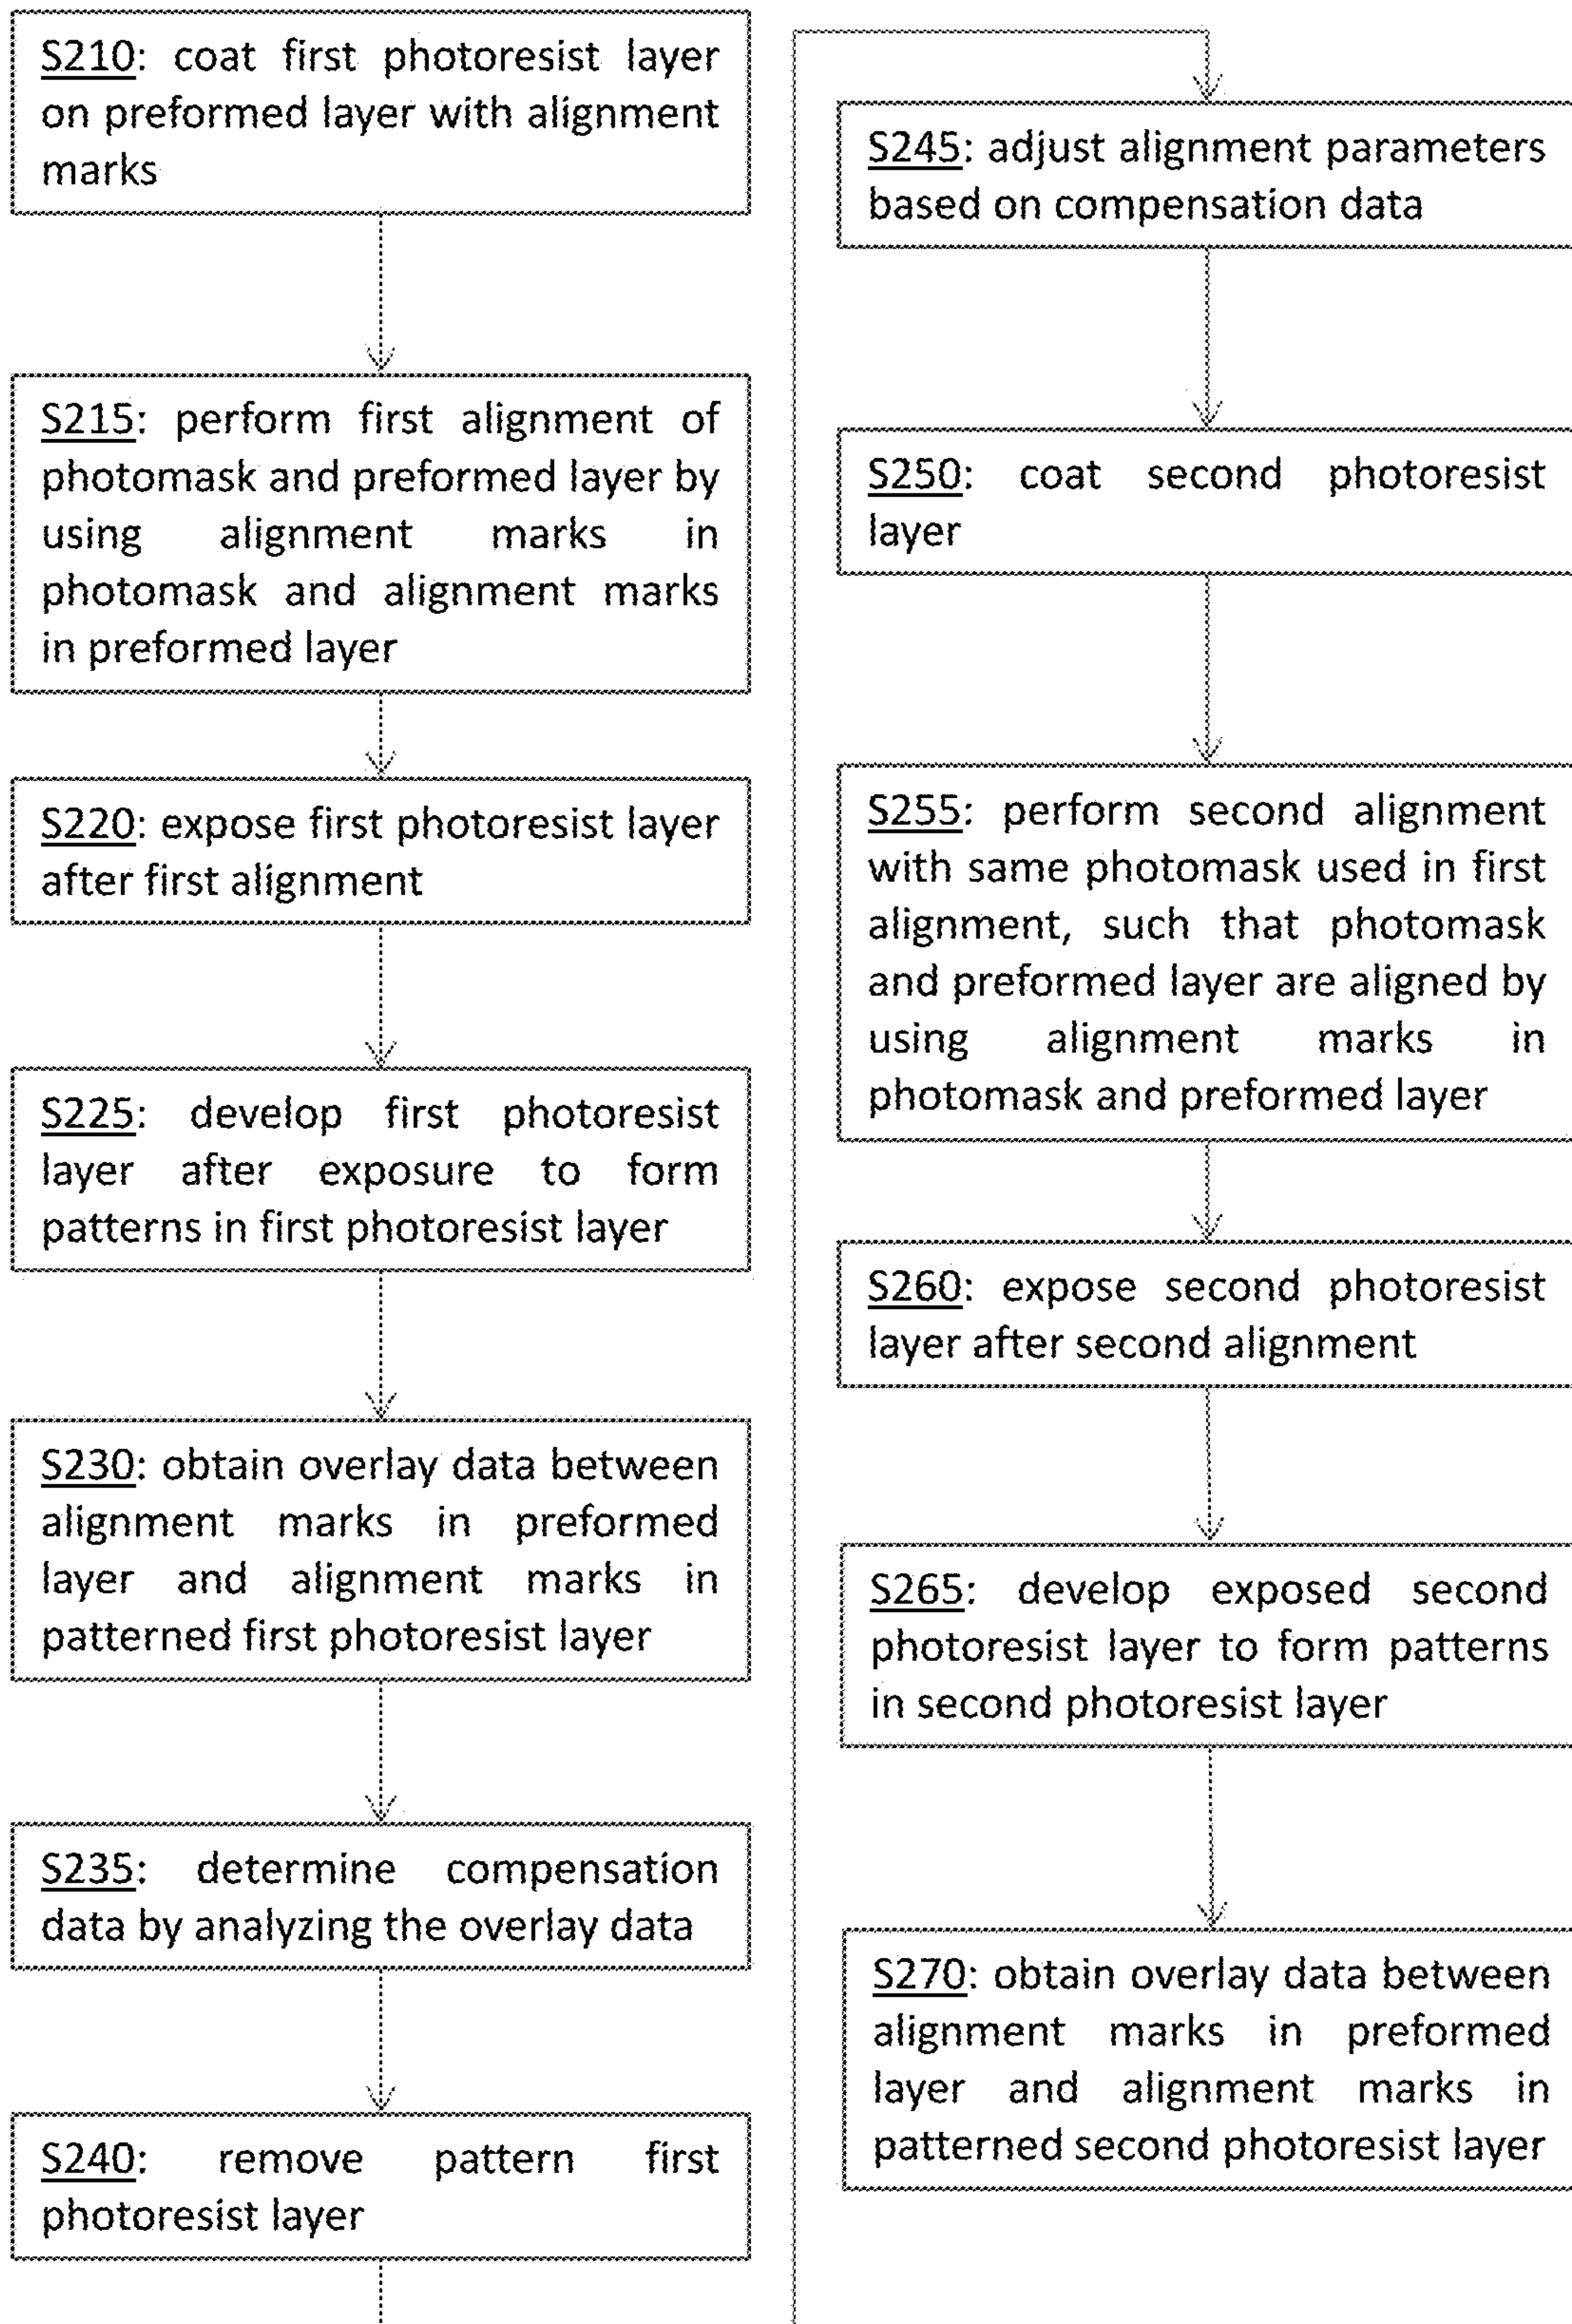 S210: coat first photoresist layer
on preformed layer with alignment
marks
S215: perform first alignment of
photomask and preformed layer by
using alignment marks in
photomask and alignment marks
in preformed layer
S220: expose first photoresist layer
after first alignment
S225: develop first photoresist
layer after exposure to form
patterns in first photoresist layer
S230: obtain overlay data between
alignment marks in preformed
layer and alignment marks in
patterned first photoresist layer
S235: determine compensation
data by analyzing the overlay data
S240: remove pattern first
photoresist layer
S245: adjust alignment parameters
based on compensation data
S250: coat second photoresist
layer
S255: perform second alignment
with same photomask used in first
alignment, such that photomask
and preformed layer are aligned by
using alignment marks in
photomask and preformed layer
S260: expose second photoresist
layer after second alignment
S265: develop exposed second
photoresist layer to form patterns
in second photoresist layer
S270: obtain overlay data between
alignment marks in preformed
layer and alignment marks in
patterned second photoresist layer